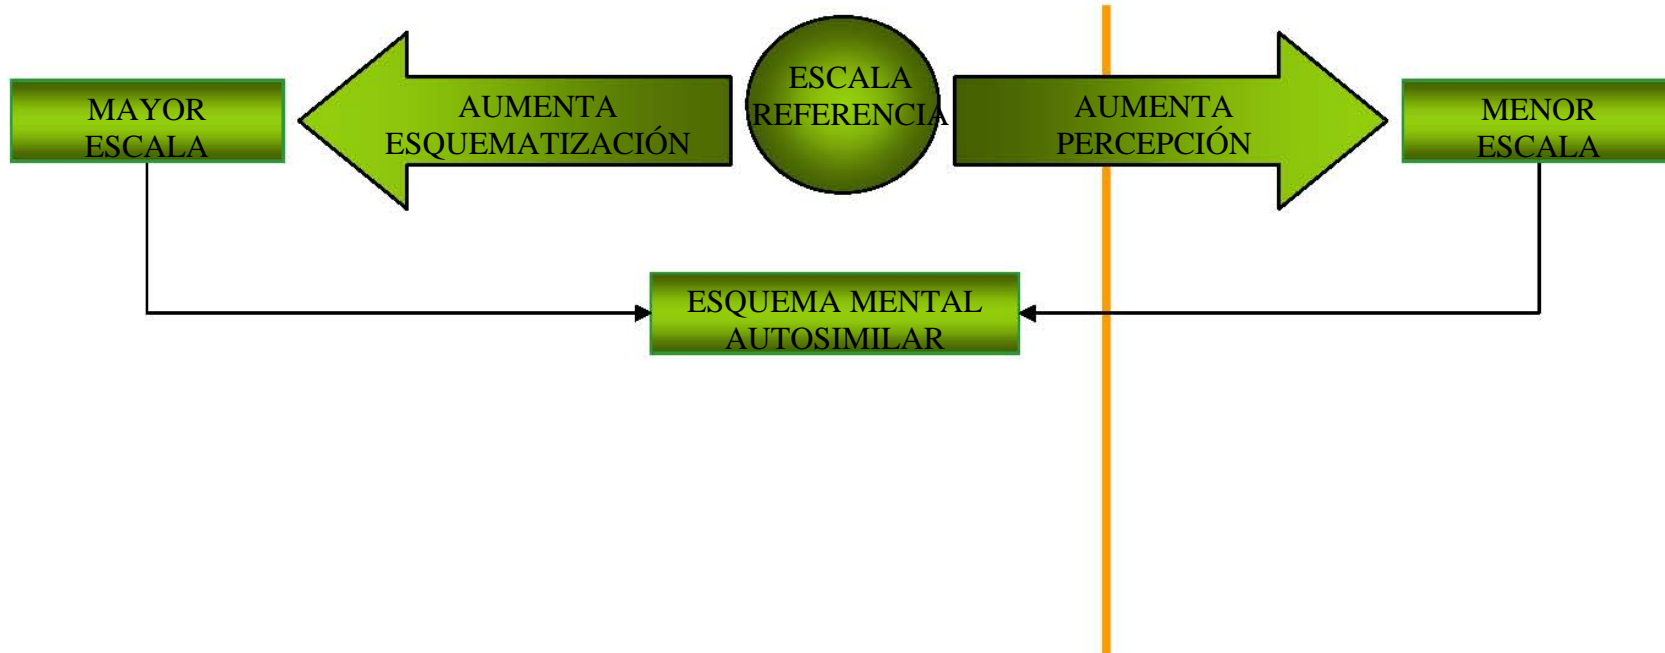 MAYOR
ESCALA
AUMENTA
ESQUEMATIZACIÓN
ESCALA
REFERENCIA
AUMENTA
PERCEPCIÓN
MENOR
ESCALA
ESQUEMA MENTAL
AUTOSIMILAR